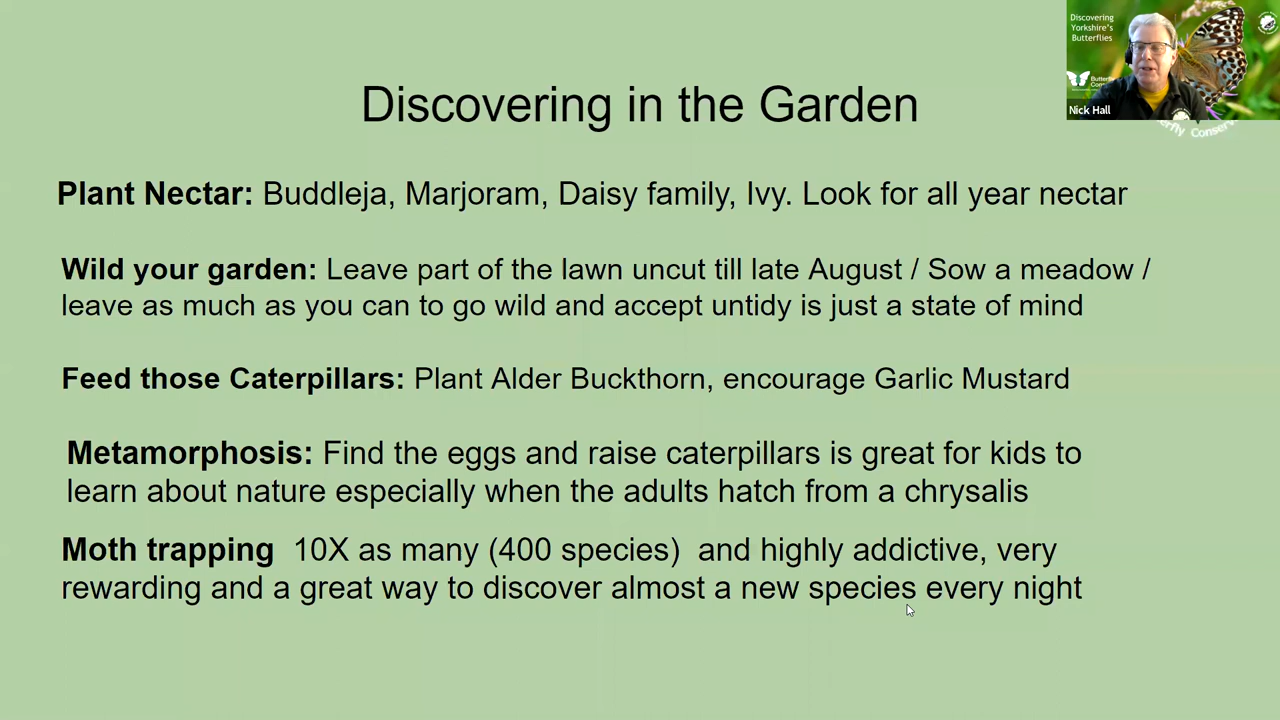 Discovering
Yorkshire's
Butterflies
Nick Hall
Discovering in the Garden
Plant Nectar: Buddleja, Marjoram, Daisy family, Ivy. Look for all year nectar
Wild your garden: Leave part of the lawn uncut till late August / Sow a meadow /
leave as much as you can to go wild and accept untidy is just a state of mind
Feed those Caterpillars: Plant Alder Buckthorn, encourage Garlic Mustard
Metamorphosis: Find the eggs and raise caterpillars is great for kids to
learn about nature especially when the adults hatch from a chrysalis
Moth trapping 10X as many (400 species) and highly addictive, very
rewarding and a great way to discover almost a new species every night